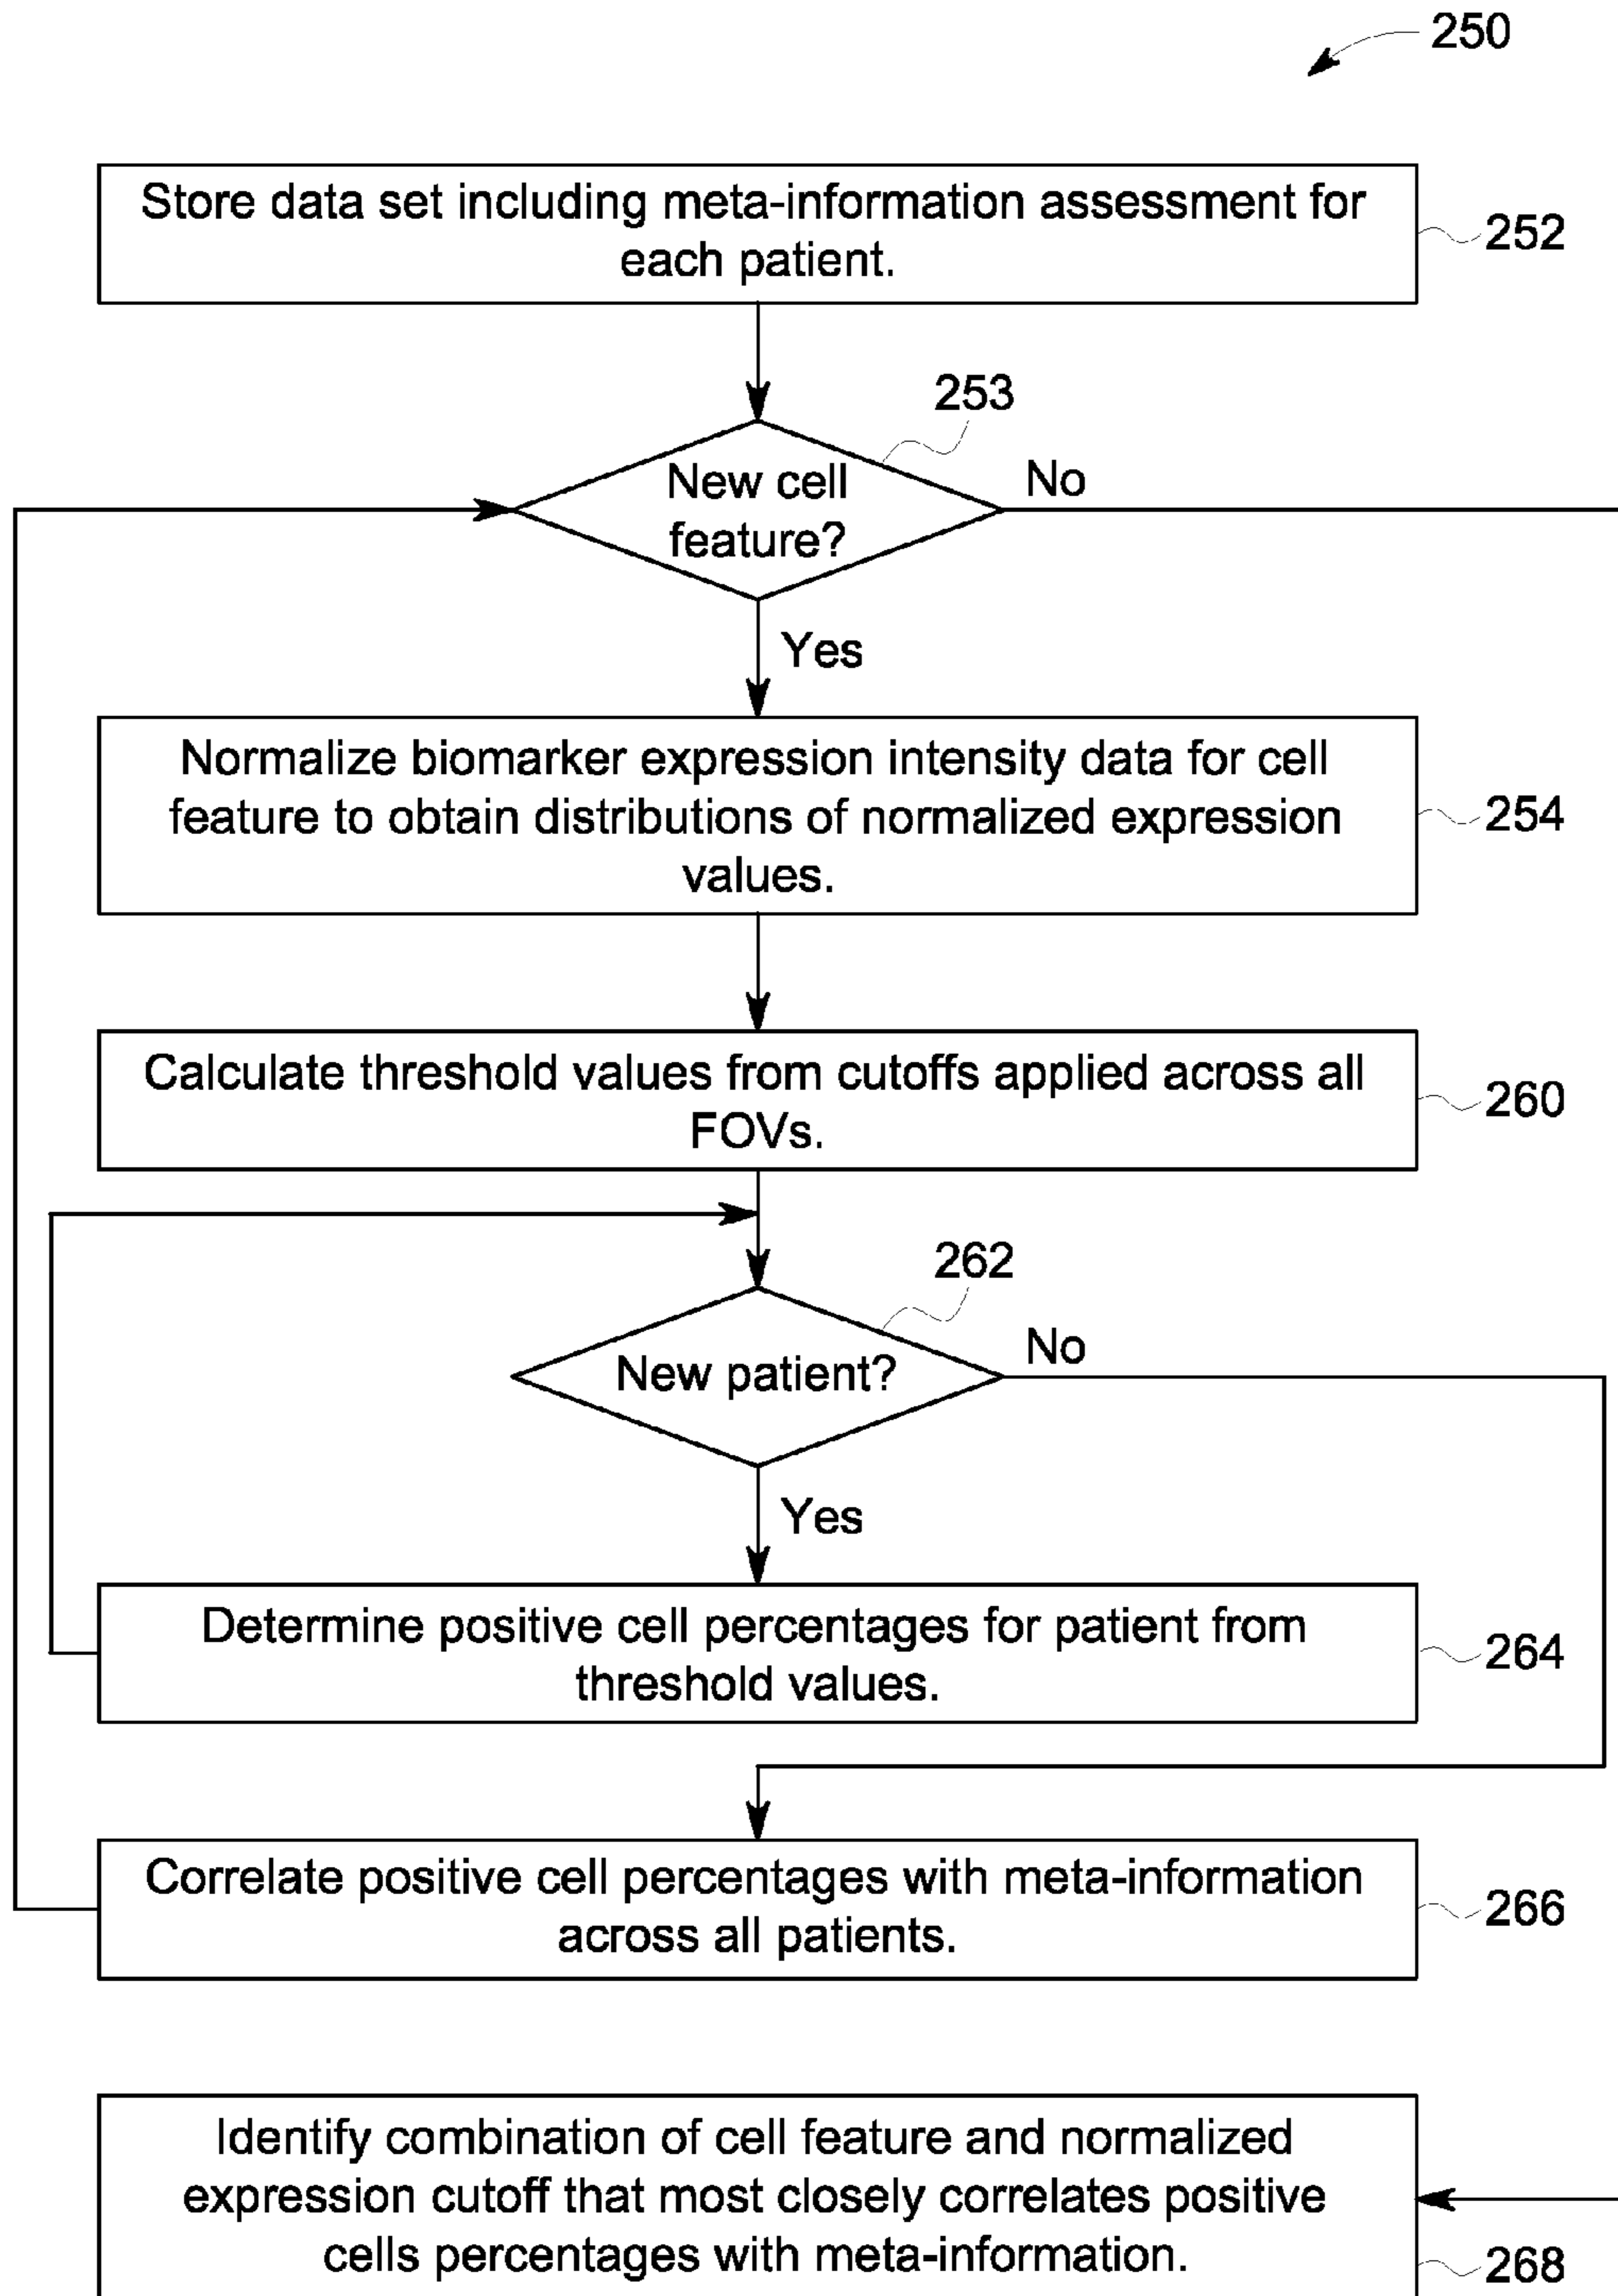 250
Store data set including meta-information assessment for
each patient.
252
253
New cell
feature?
No
Yes
Normalize biomarker expression intensity data for cell
feature to obtain distributions of normalized expression
values.
254
Calculate threshold values from cutoffs applied across all
FOVs.
260
262
New patient?
No
Yes
Determine positive cell percentages for patient from
threshold values.
264
Correlate positive cell percentages with meta-information
across all patients.
266
Identify combination of cell feature and normalized
expression cutoff that most closely correlates positive
cells percentages with meta-information.
268